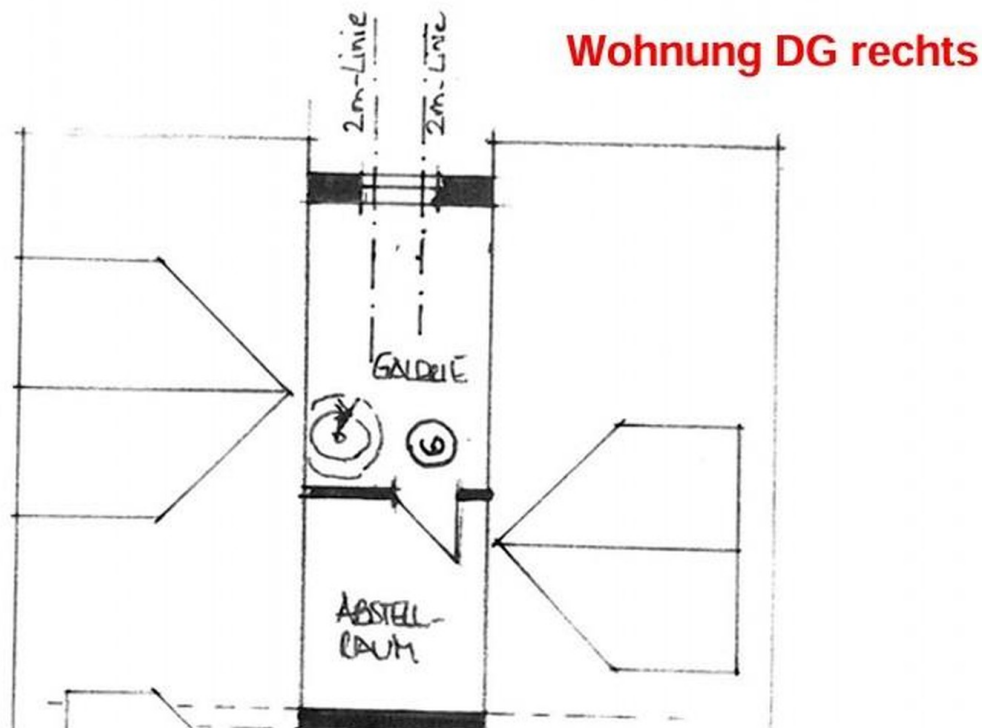 Wohnung DG rechts
2m-Linie
2m-Linie
GALERIE
6
ABSTELL-
RAUM